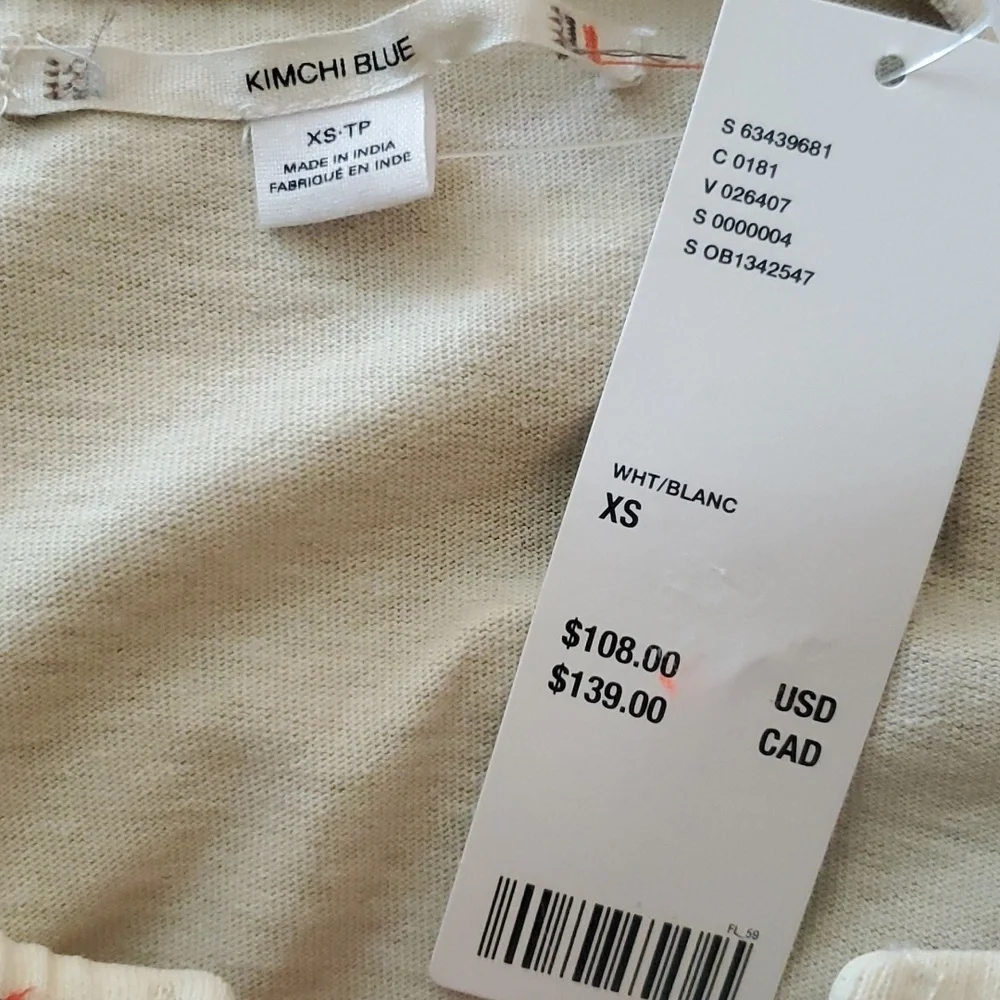 KIMCHI BLUE
XS·TP
MADE IN INDIA
FABRIQUÉ EN INDE
S 63439681
C 0181
V 026407
S 0000004
S OB1342547
WHT/BLANC
XS
$108.00 USD
$139.00 CAD
FL_59